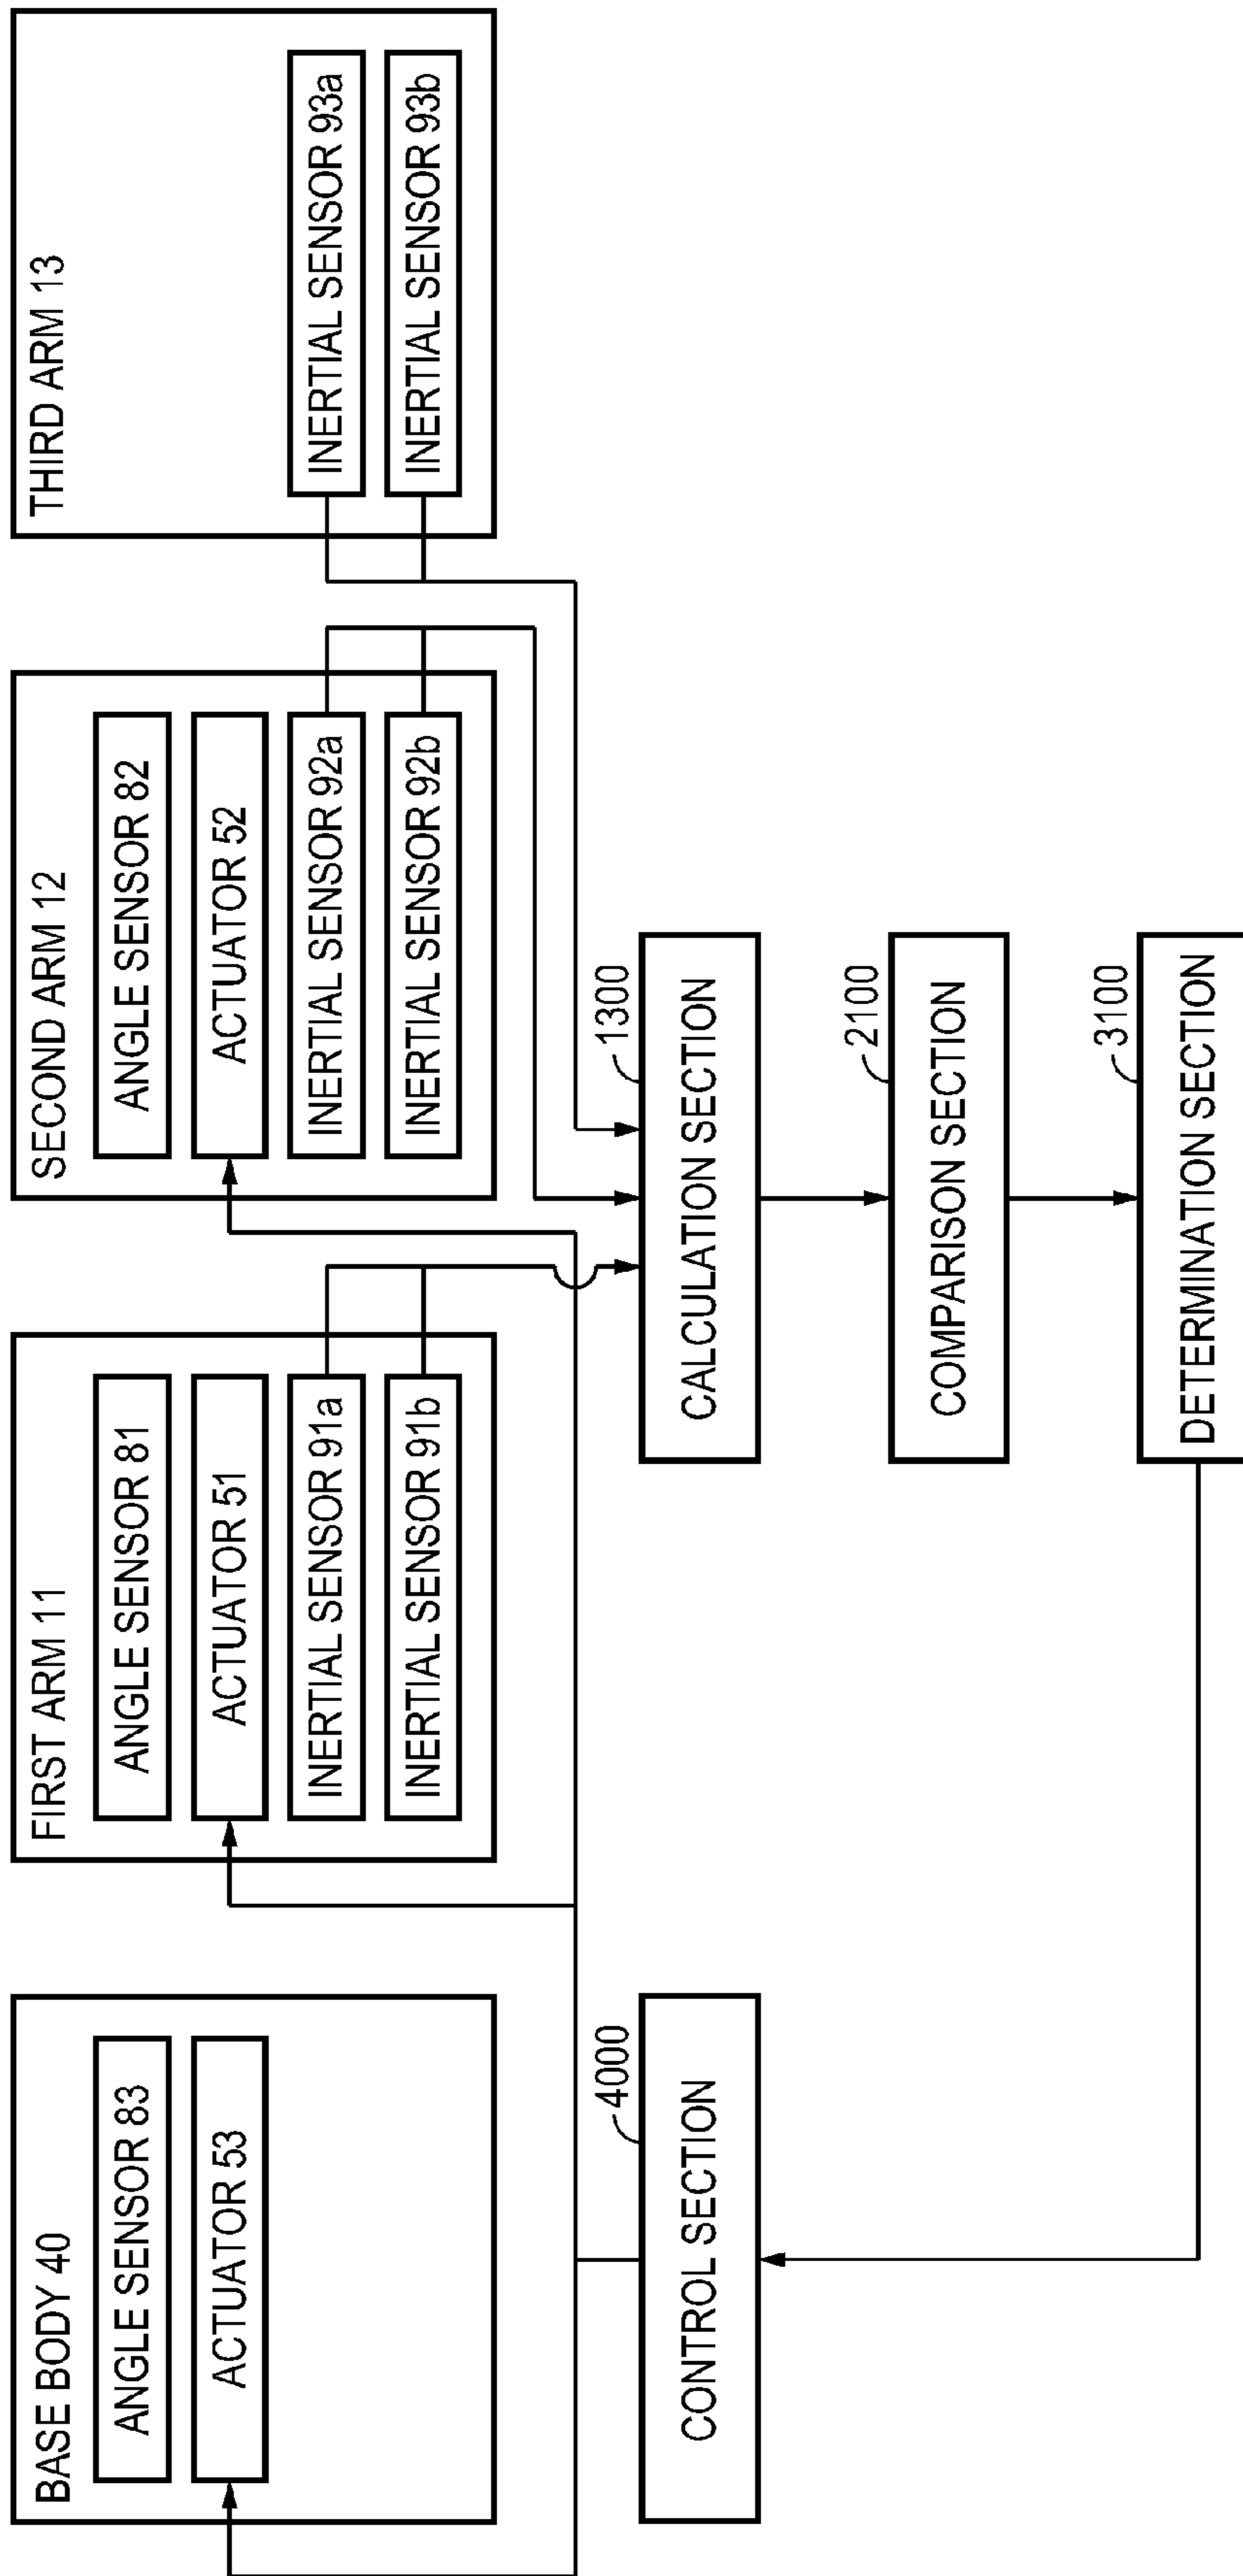 BASE BODY 40
ANGLE SENSOR 83
ACTUATOR 53
FIRST ARM 11
ANGLE SENSOR 81
ACTUATOR 51
INERTIAL SENSOR 91a
INERTIAL SENSOR 91b
SECOND ARM 12
ANGLE SENSOR 82
ACTUATOR 52
INERTIAL SENSOR 92a
INERTIAL SENSOR 92b
THIRD ARM 13
INERTIAL SENSOR 93a
INERTIAL SENSOR 93b
4000
CONTROL SECTION
1300
CALCULATION SECTION
2100
COMPARISON SECTION
3100
DETERMINATION SECTION